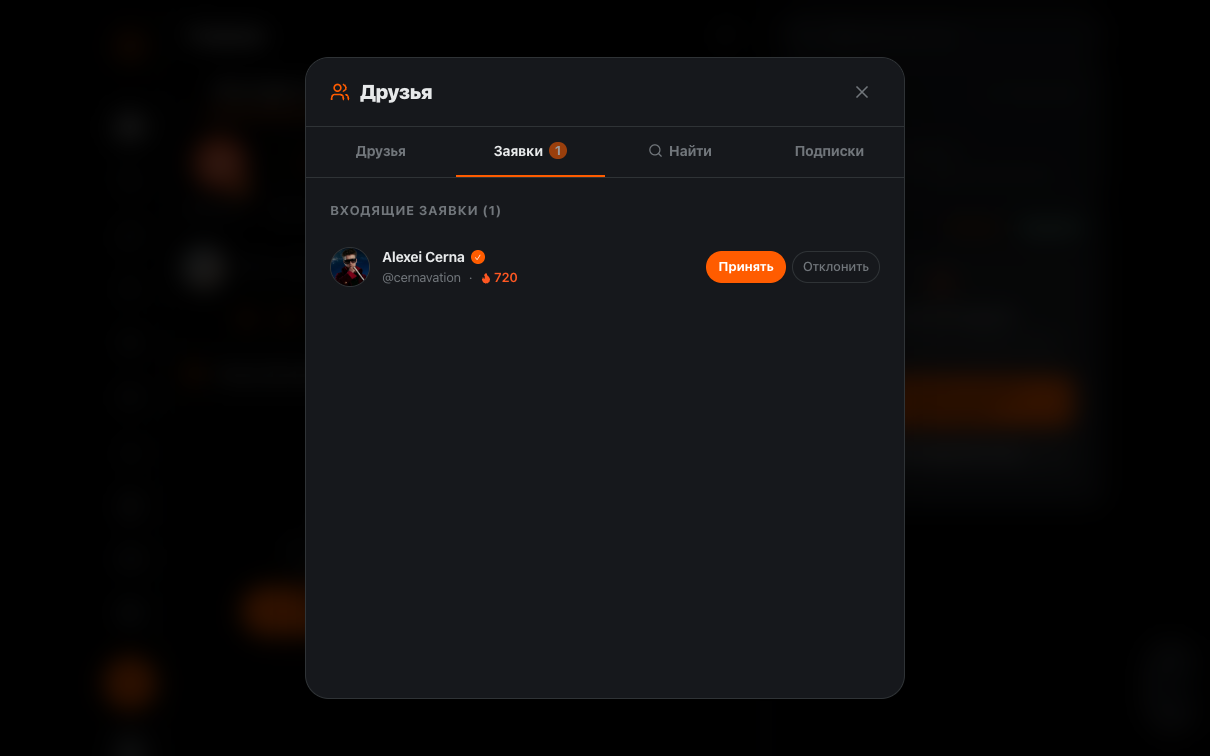 Друзья
Друзья Заявки 1 Найти Подписки
ВХОДЯЩИЕ ЗАЯВКИ (1)
Alexei Cerna
@cernavation · 720
Принять Отклонить